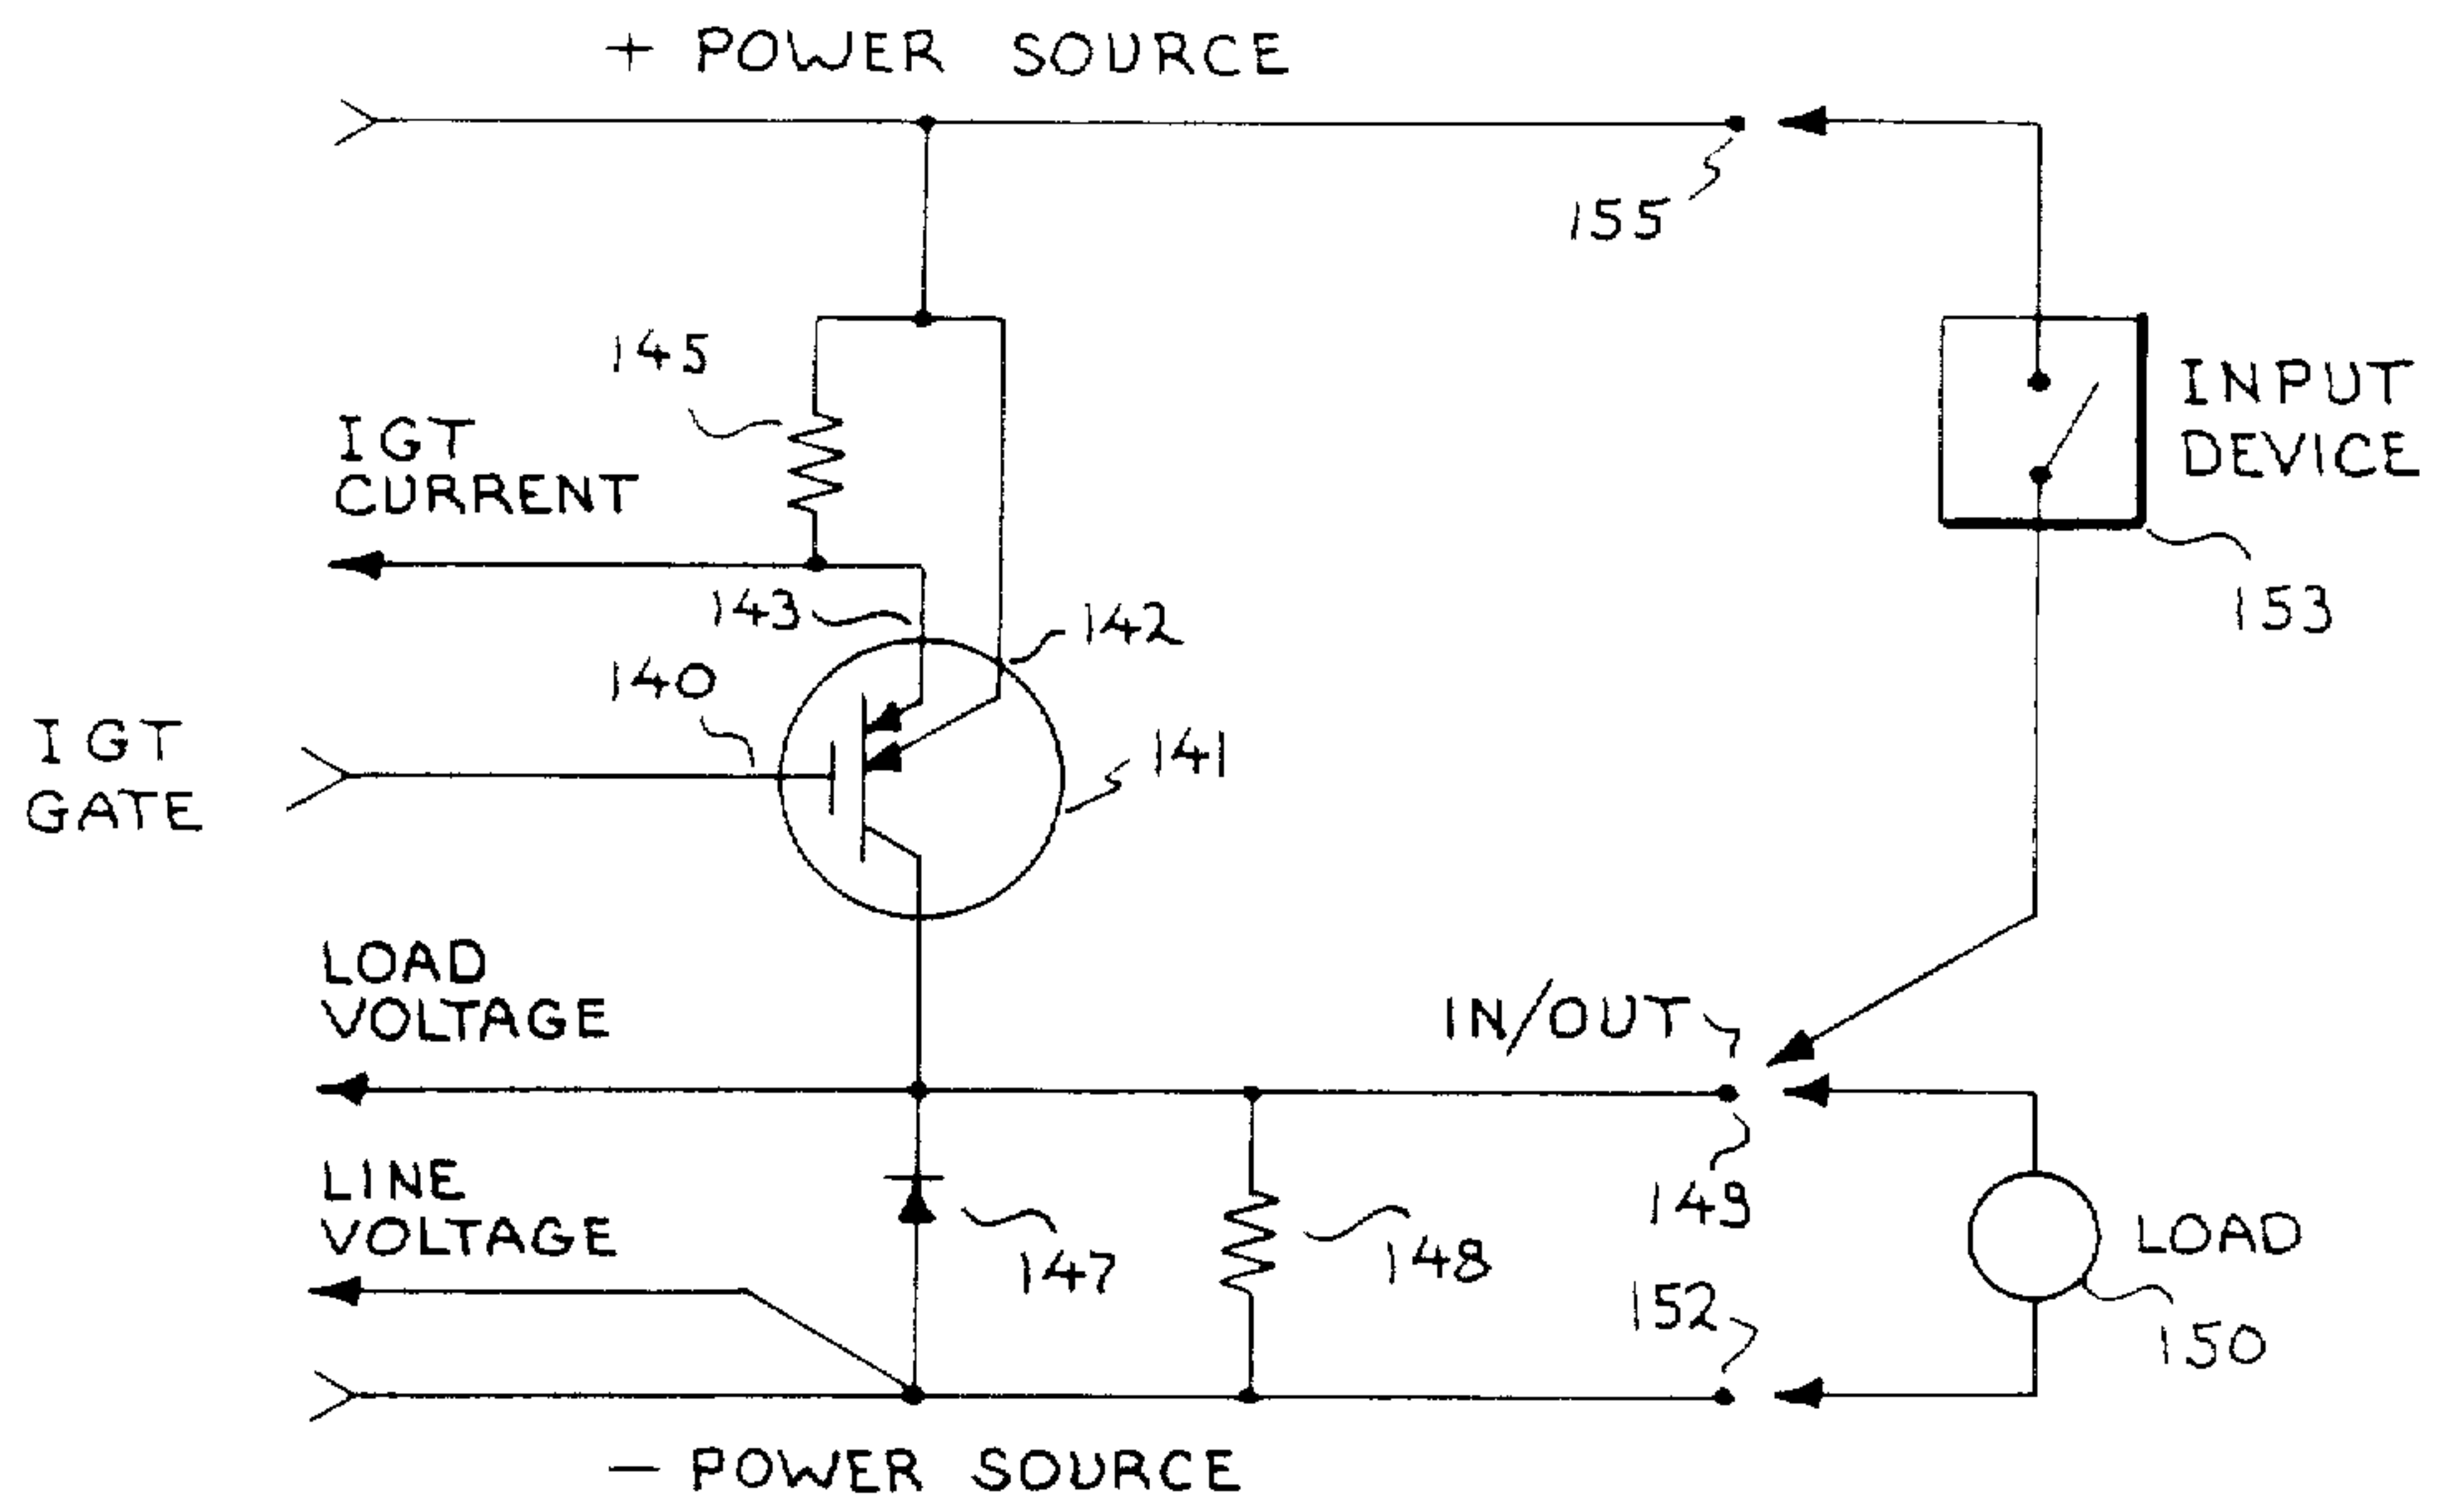 + POWER SOURCE
155
145
INPUT
DEVICE
IGT
CURRENT
143
142
153
140
141
IGT
GATE
LOAD
VOLTAGE
IN/OUT
LINE
VOLTAGE
149
147
148
LOAD
152
150
− POWER SOURCE